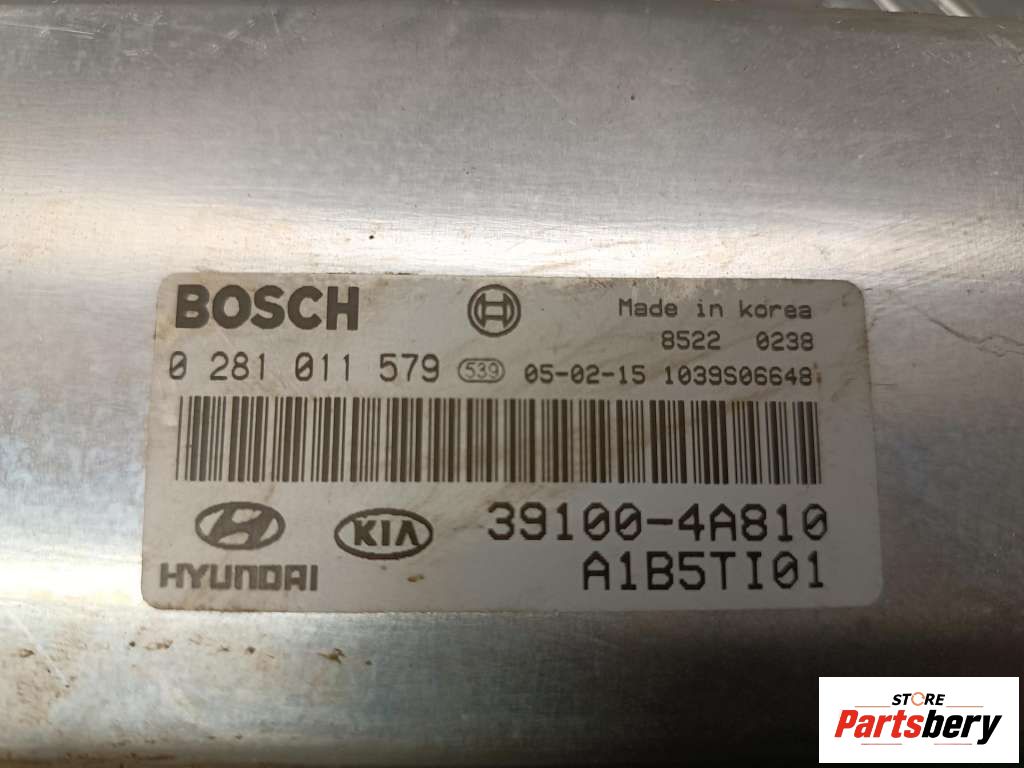 BOSCH
Made in korea
8522 0238
0 281 011 579 539 05-02-15 1039S06648
39100-4A810
KIA
HYUNDAI
A1B5TI01
STORE
Partsbery